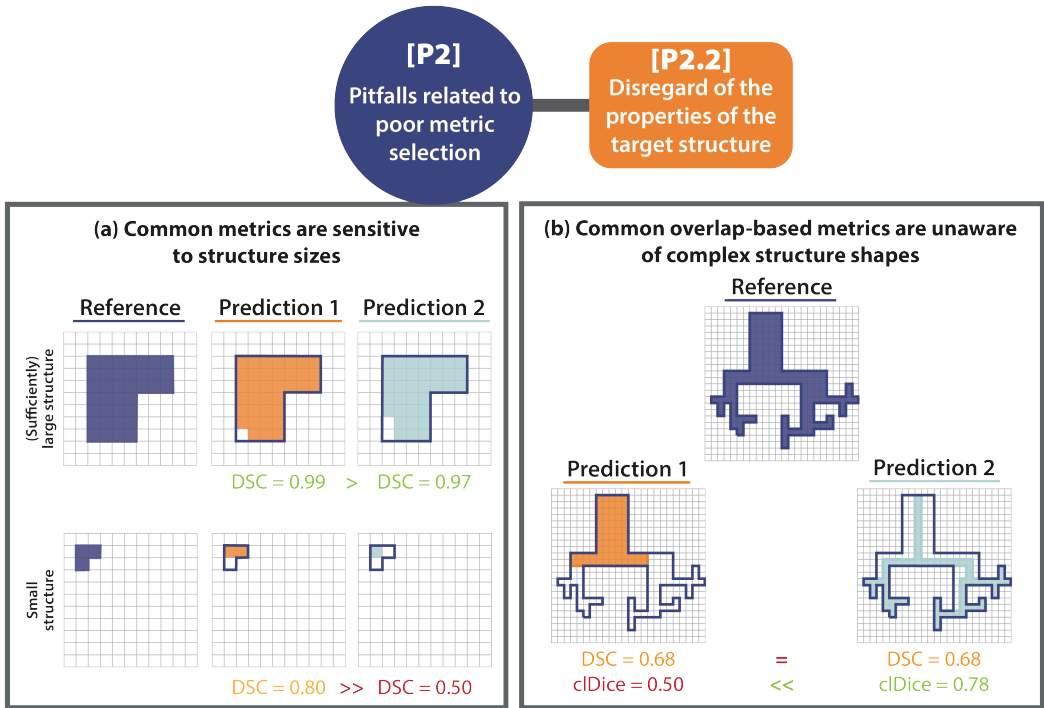 [P2]
Pitfalls related to
poor metric
selection
[P2.2]
Disregard of the
properties of the
target structure
(a) Common metrics are sensitive
to structure sizes
Reference
Prediction 1
Prediction 2
(Sufficiently)
large structure
DSC = 0.99 > DSC = 0.97
Small
structure
DSC = 0.80 >> DSC = 0.50
(b) Common overlap-based metrics are unaware
of complex structure shapes
Reference
Prediction 1
Prediction 2
DSC = 0.68 = DSC = 0.68
clDice = 0.50 << clDice = 0.78